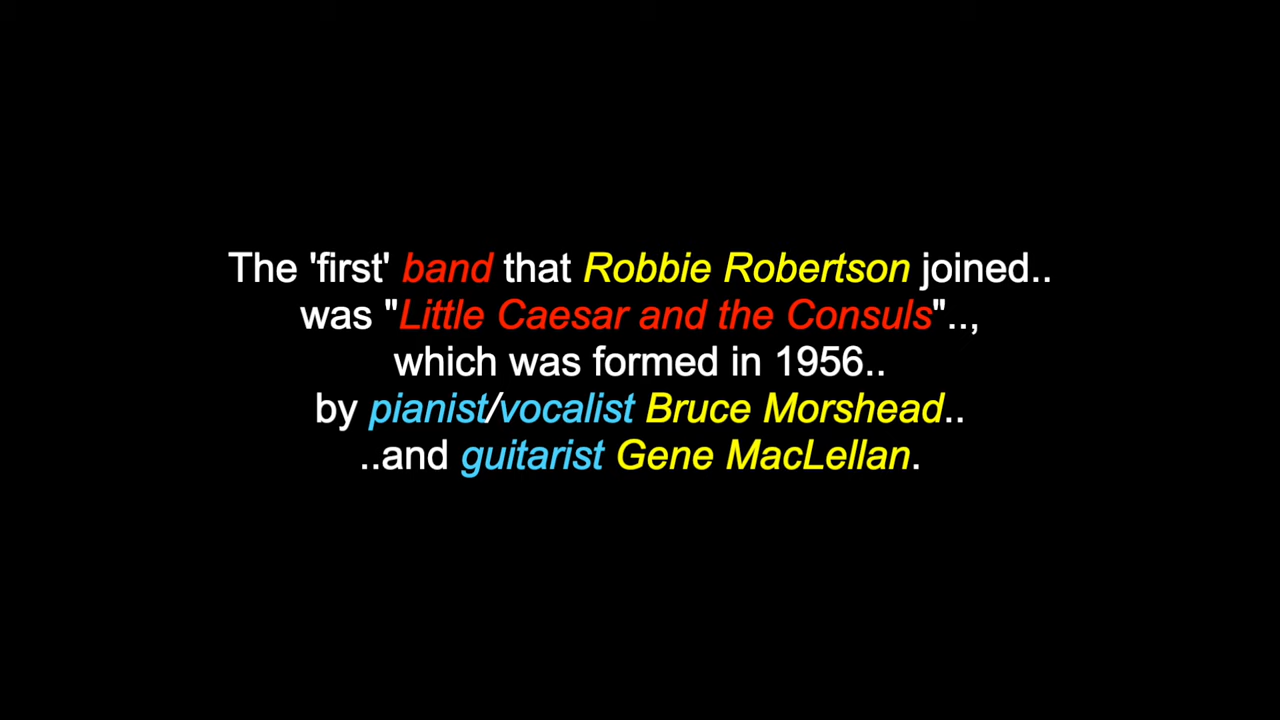 The 'first' band that Robbie Robertson joined..
was "Little Caesar and the Consuls"..,
which was formed in 1956..
by pianist/vocalist Bruce Morshead..
..and guitarist Gene MacLellan.